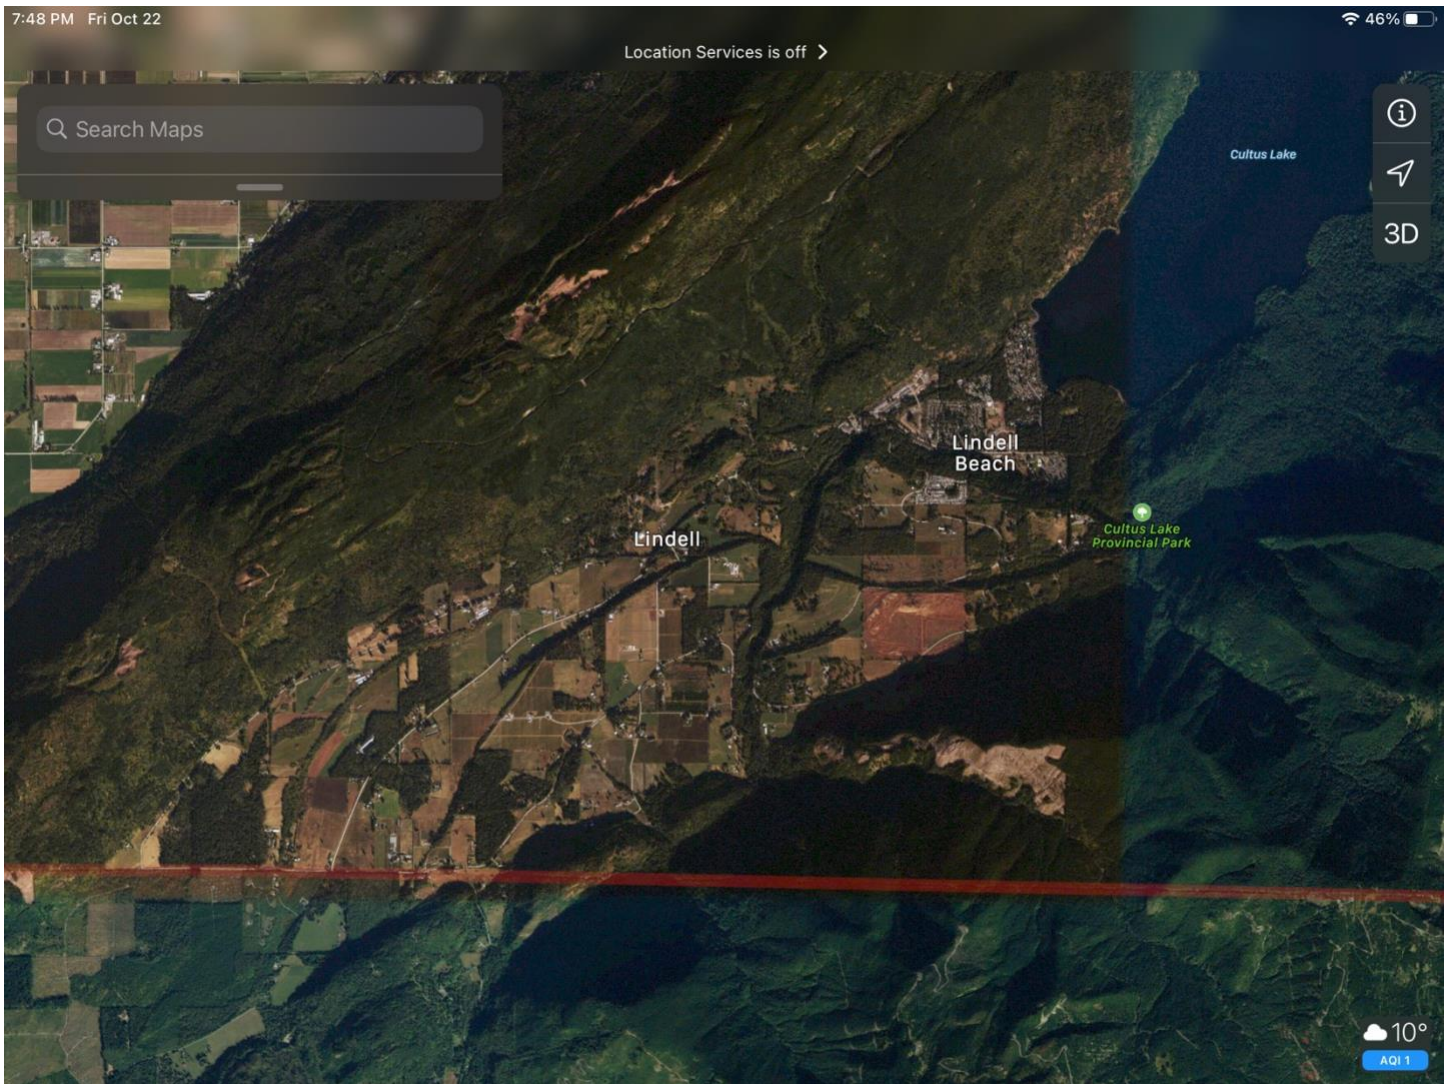 7:48 PM Fri Oct 22
46%
Location Services is off
Search Maps
Cultus Lake
3D
Lindell
Beach
Cultus Lake
Provincial Park
Lindell
10°
AQI 1